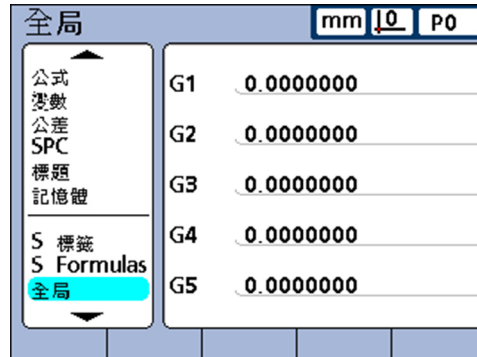 全局
mm
0
P0
公式
變數
公差
SPC
標題
記憶體
S 標籤
S Formulas
全局
G1 0.0000000
G2 0.0000000
G3 0.0000000
G4 0.0000000
G5 0.0000000